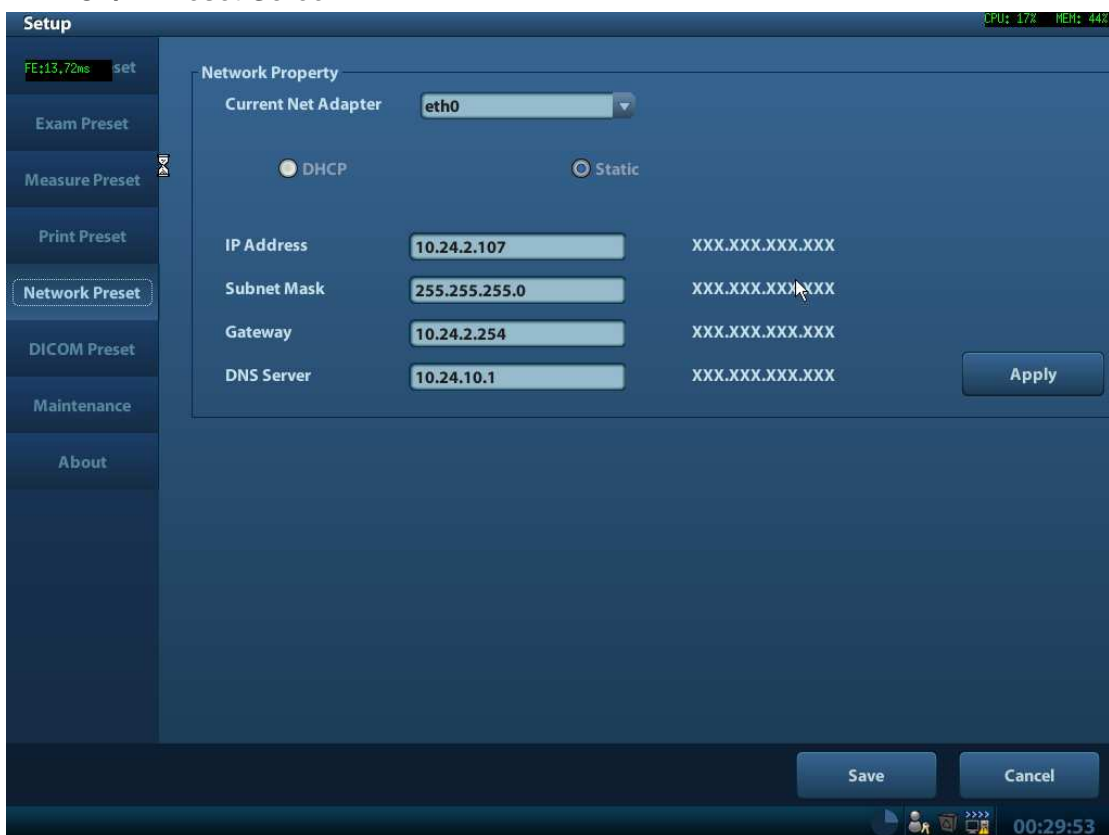 Setup
CPU: 17% MEM: 44%
FE:13,72ms set
Exam Preset
Measure Preset
Print Preset
Network Preset
DICOM Preset
Maintenance
About
Network Property
Current Net Adapter eth0
DHCP Static
IP Address 10.24.2.107 XXX.XXX.XXX.XXX
Subnet Mask 255.255.255.0 XXX.XXX.XXX.XXX
Gateway 10.24.2.254 XXX.XXX.XXX.XXX
DNS Server 10.24.10.1 XXX.XXX.XXX.XXX
Apply
Save Cancel
00:29:53